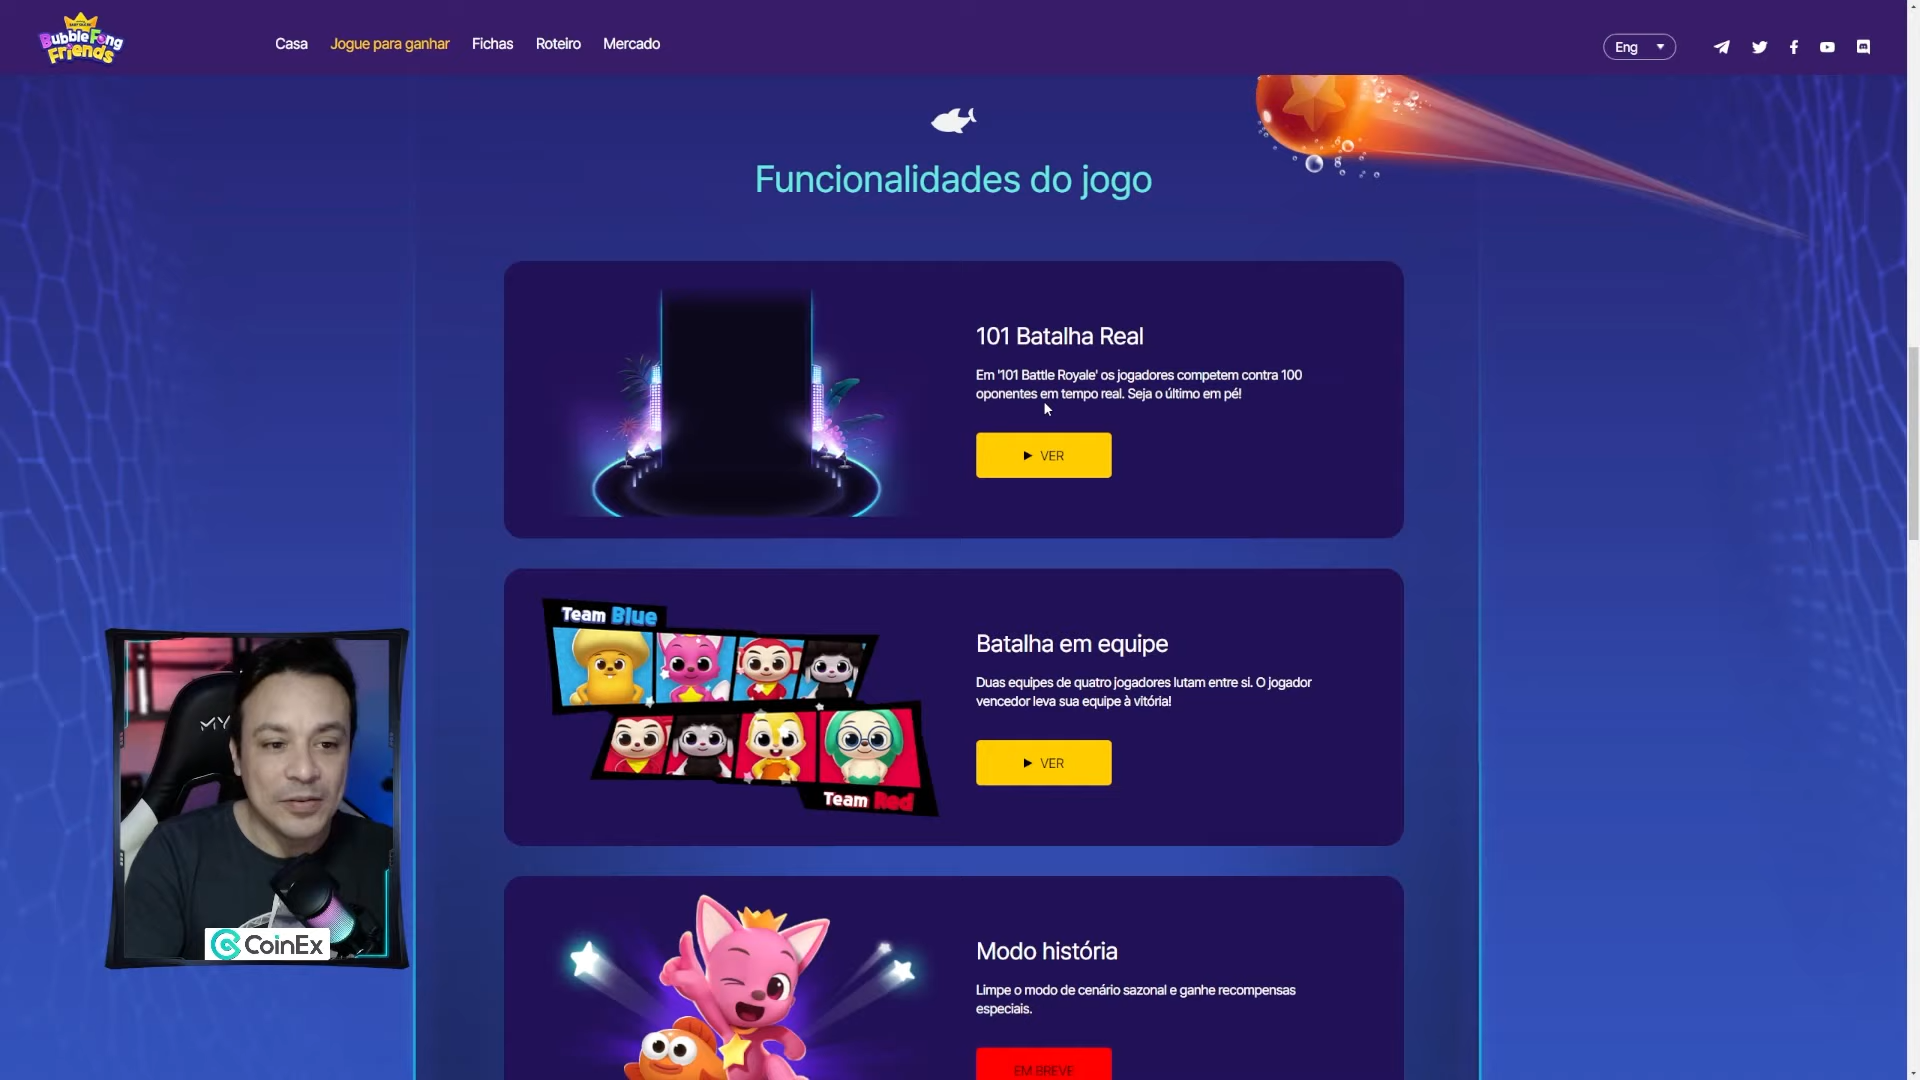 BubbleFong
Friends
Casa
Jogue para ganhar
Fichas
Roteiro
Mercado
Eng
Funcionalidades do jogo
101 Batalha Real
Em '101 Battle Royale' os jogadores competem contra 100
oponentes em tempo real. Seja o último em pé!
VER
Team Blue
Team Red
Batalha em equipe
Duas equipes de quatro jogadores lutam entre si. O jogador
vencedor leva sua equipe à vitória!
VER
MY
CoinEx
Modo história
Limpe o modo de cenário sazonal e ganhe recompensas
especiais.
EM BREVE